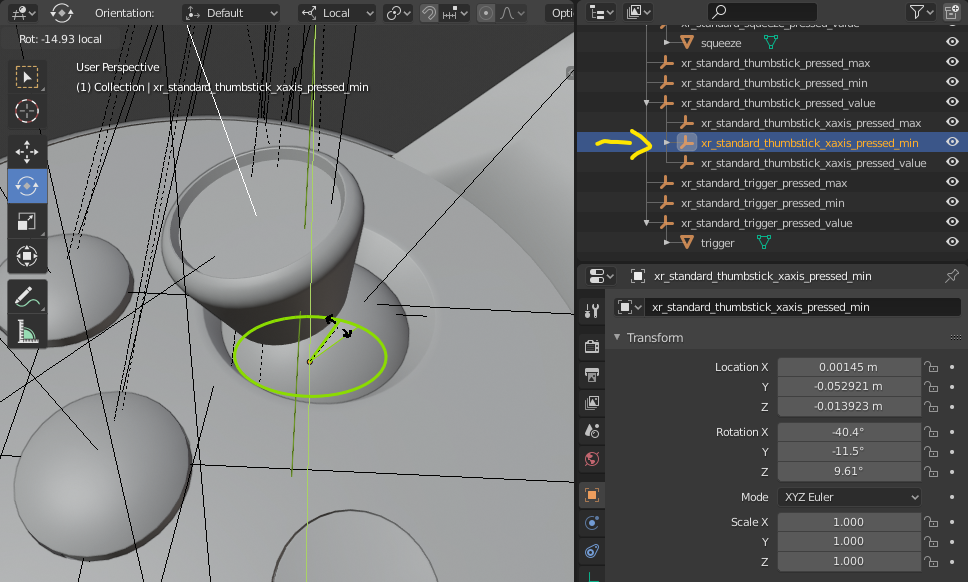 Orientation: Default Local Opti
Rot: -14.93 local
User Perspective
(1) Collection | xr_standard_thumbstick_xaxis_pressed_min
xr_standard_squeeze_pressed_value
squeeze
xr_standard_thumbstick_pressed_max
xr_standard_thumbstick_pressed_min
xr_standard_thumbstick_pressed_value
xr_standard_thumbstick_xaxis_pressed_max
xr_standard_thumbstick_xaxis_pressed_min
xr_standard_thumbstick_xaxis_pressed_value
xr_standard_trigger_pressed_max
xr_standard_trigger_pressed_min
xr_standard_trigger_pressed_value
trigger
xr_standard_thumbstick_xaxis_pressed_min
xr_standard_thumbstick_xaxis_pressed_min
Transform
Location X 0.00145 m
Y -0.052921 m
Z -0.013923 m
Rotation X -40.4°
Y -11.5°
Z 9.61°
Mode XYZ Euler
Scale X 1.000
Y 1.000
Z 1.000